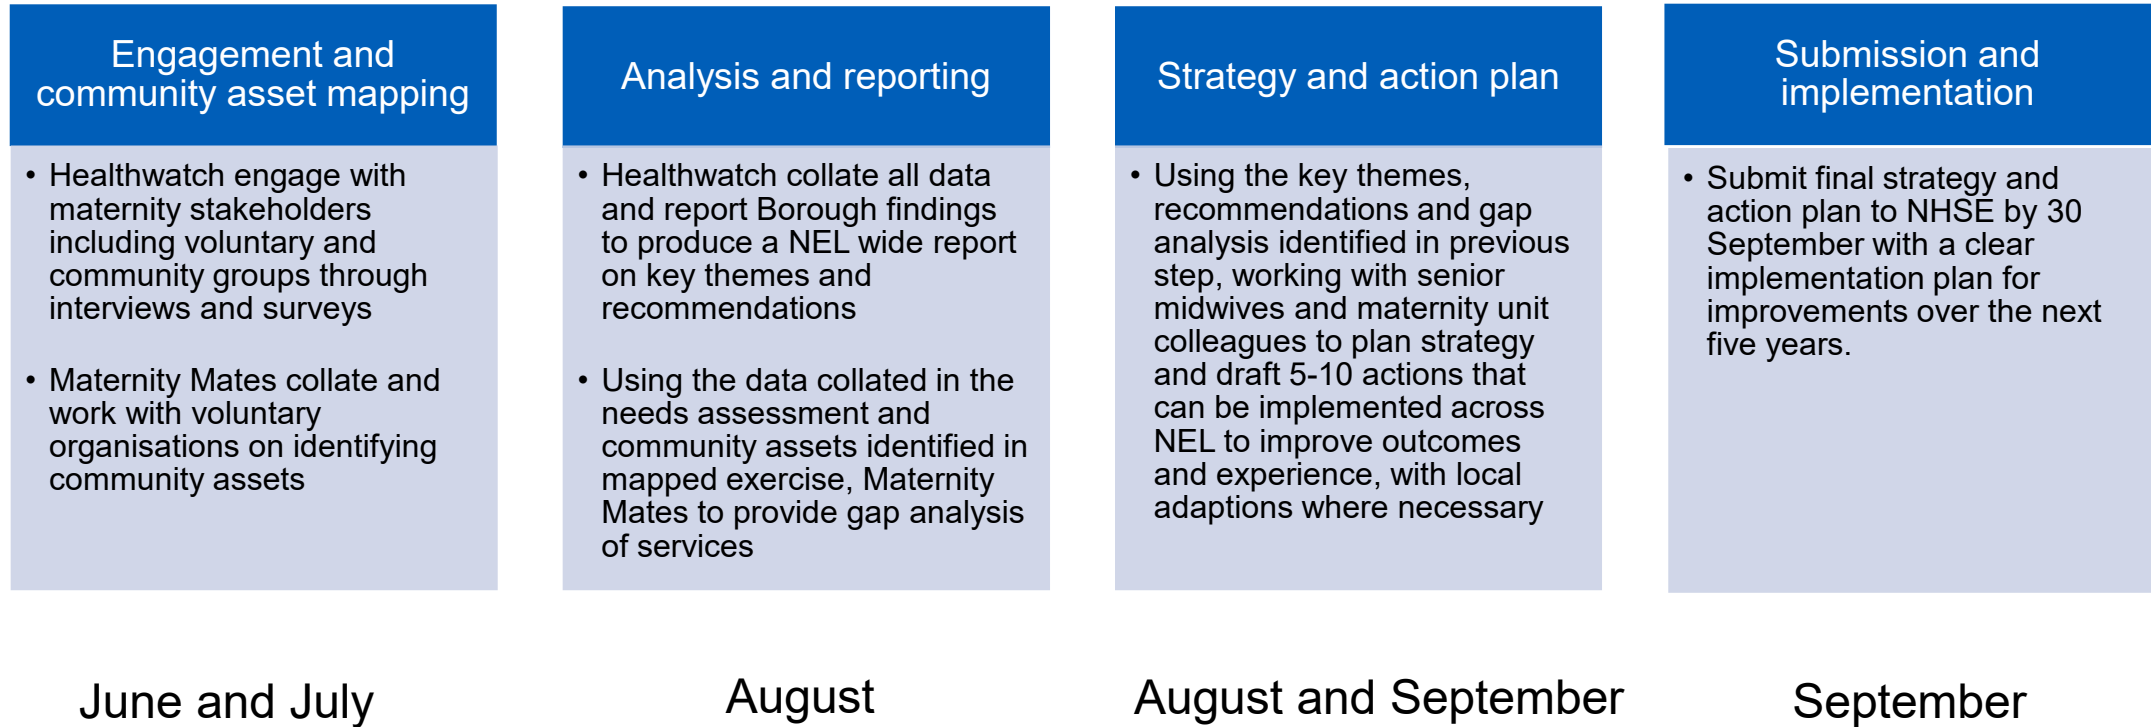 Engagement and
community asset mapping
• Healthwatch engage with
maternity stakeholders
including voluntary and
community groups through
interviews and surveys
• Maternity Mates collate and
work with voluntary
organisations on identifying
community assets
June and July
Analysis and reporting
• Healthwatch collate all data
and report Borough findings
to produce a NEL wide report
on key themes and
recommendations
• Using the data collated in the
needs assessment and
community assets identified in
mapped exercise, Maternity
Mates to provide gap analysis
of services
August
Strategy and action plan
• Using the key themes,
recommendations and gap
analysis identified in previous
step, working with senior
midwives and maternity unit
colleagues to plan strategy
and draft 5-10 actions that
can be implemented across
NEL to improve outcomes
and experience, with local
adaptions where necessary
August and September
Submission and
implementation
• Submit final strategy and
action plan to NHSE by 30
September with a clear
implementation plan for
improvements over the next
five years.
September